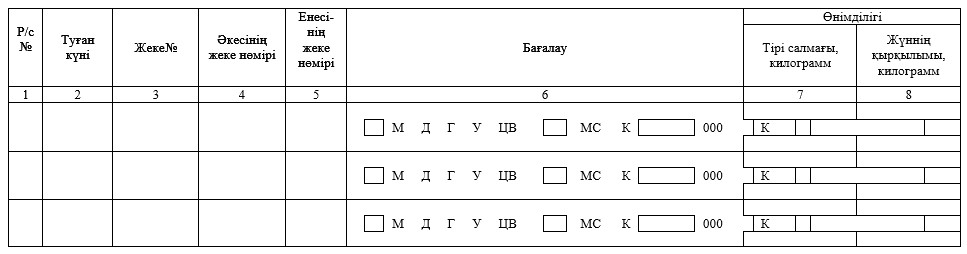 Р/с №
Туған күні
Жеке№
Әкесінің жеке нөмірі
Енесі-нің жеке нөмірі
Бағалау
Өнімділігі
Тірі салмағы, килограмм
Жүннің қырқылымы, килограмм
1 2 3 4 5 6 7 8
М Д Г У ЦВ МС К 000 К
М Д Г У ЦВ МС К 000 К
М Д Г У ЦВ МС К 000 К